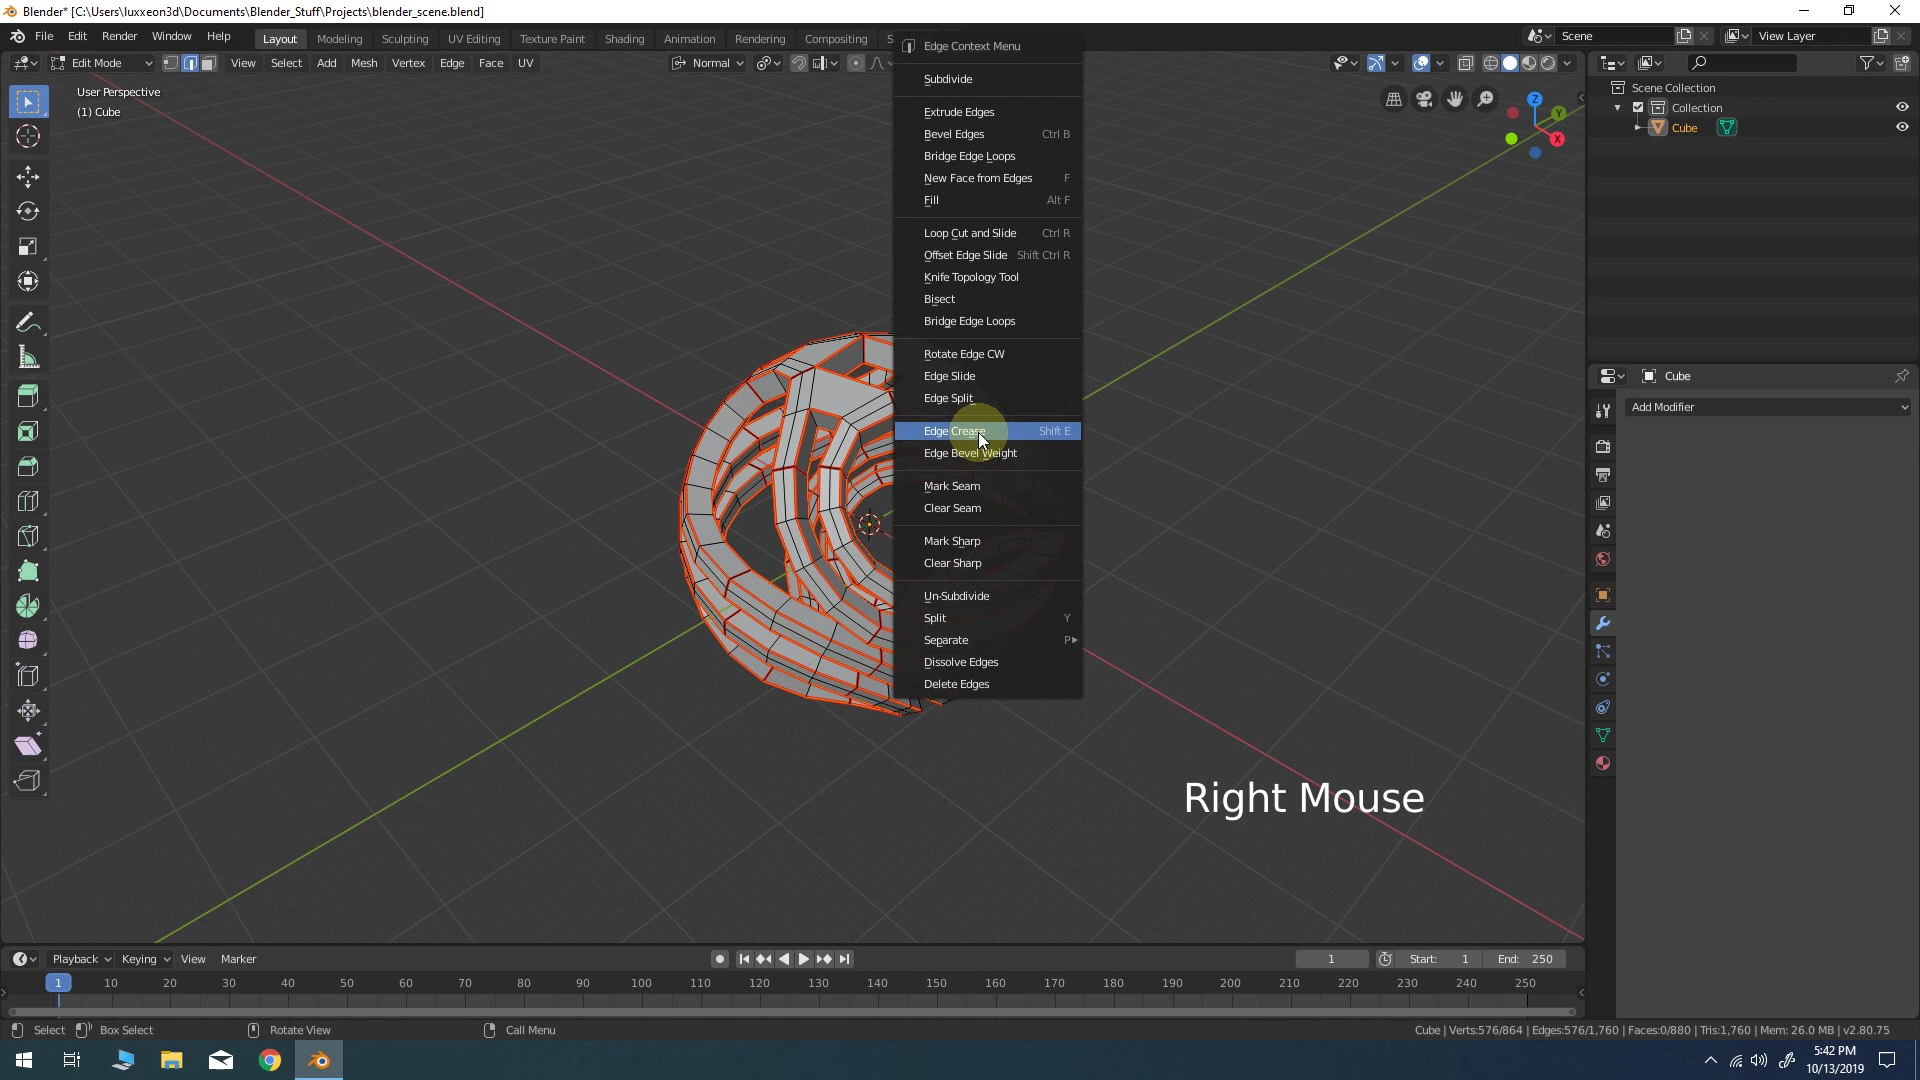 Blender* [C:\Users\luxxeon3d\Documents\Blender_Stuff\Projects\blender_scene.blend]
File Edit Render Window Help Layout Modeling Sculpting UV Editing Texture Paint Shading Animation Rendering Compositing S Scene View Layer
Edit Mode View Select Add Mesh Vertex Edge Face UV Normal
User Perspective
(1) Cube
Edge Context Menu
Subdivide
Extrude Edges
Bevel Edges Ctrl B
Bridge Edge Loops
New Face from Edges F
Fill Alt F
Loop Cut and Slide Ctrl R
Offset Edge Slide Shift Ctrl R
Knife Topology Tool
Bisect
Bridge Edge Loops
Rotate Edge CW
Edge Slide
Edge Split
Edge Crease Shift E
Edge Bevel Weight
Mark Seam
Clear Seam
Mark Sharp
Clear Sharp
Un-Subdivide
Split Y
Separate P
Dissolve Edges
Delete Edges
Z
Y
X
Scene Collection
Collection
Cube
Cube
Add Modifier
Right Mouse
Playback Keying View Marker 1 Start: 1 End: 250
1 10 20 30 40 50 60 70 80 90 100 110 120 130 140 150 160 170 180 190 200 210 220 230 240 250
Select Box Select Rotate View Call Menu Cube | Verts:576/864 | Edges:576/1,760 | Faces:0/880 | Tris:1,760 | Mem: 26.0 MB | v2.80.75
5:42 PM
10/13/2019